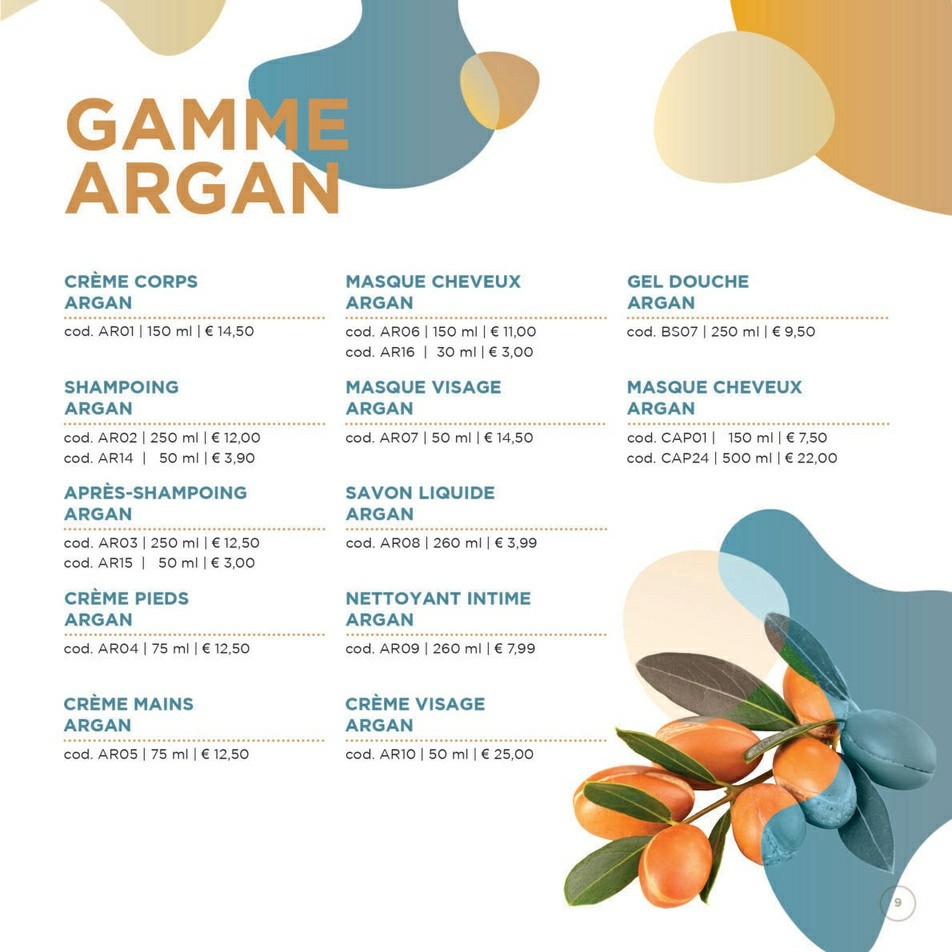 GAMME
ARGAN
CRÈME CORPS
ARGAN
cod. AR01 | 150 ml | € 14,50
SHAMPOING
ARGAN
cod. AR02 | 250 ml | € 12,00
cod. AR14 | 50 ml | € 3,90
APRÈS-SHAMPOING
ARGAN
cod. AR03 | 250 ml | € 12,50
cod. AR15 | 50 ml | € 3,00
CRÈME PIEDS
ARGAN
cod. AR04 | 75 ml | € 12,50
CRÈME MAINS
ARGAN
cod. AR05 | 75 ml | € 12,50
MASQUE CHEVEUX
ARGAN
cod. AR06 | 150 ml | € 11,00
cod. AR16 | 30 ml | € 3,00
MASQUE VISAGE
ARGAN
cod. AR07 | 50 ml | € 14,50
SAVON LIQUIDE
ARGAN
cod. AR08 | 260 ml | € 3,99
NETTOYANT INTIME
ARGAN
cod. AR09 | 260 ml | € 7,99
CRÈME VISAGE
ARGAN
cod. AR10 | 50 ml | € 25,00
GEL DOUCHE
ARGAN
cod. BS07 | 250 ml | € 9,50
MASQUE CHEVEUX
ARGAN
cod. CAP01 | 150 ml | € 7,50
cod. CAP24 | 500 ml | € 22,00
9